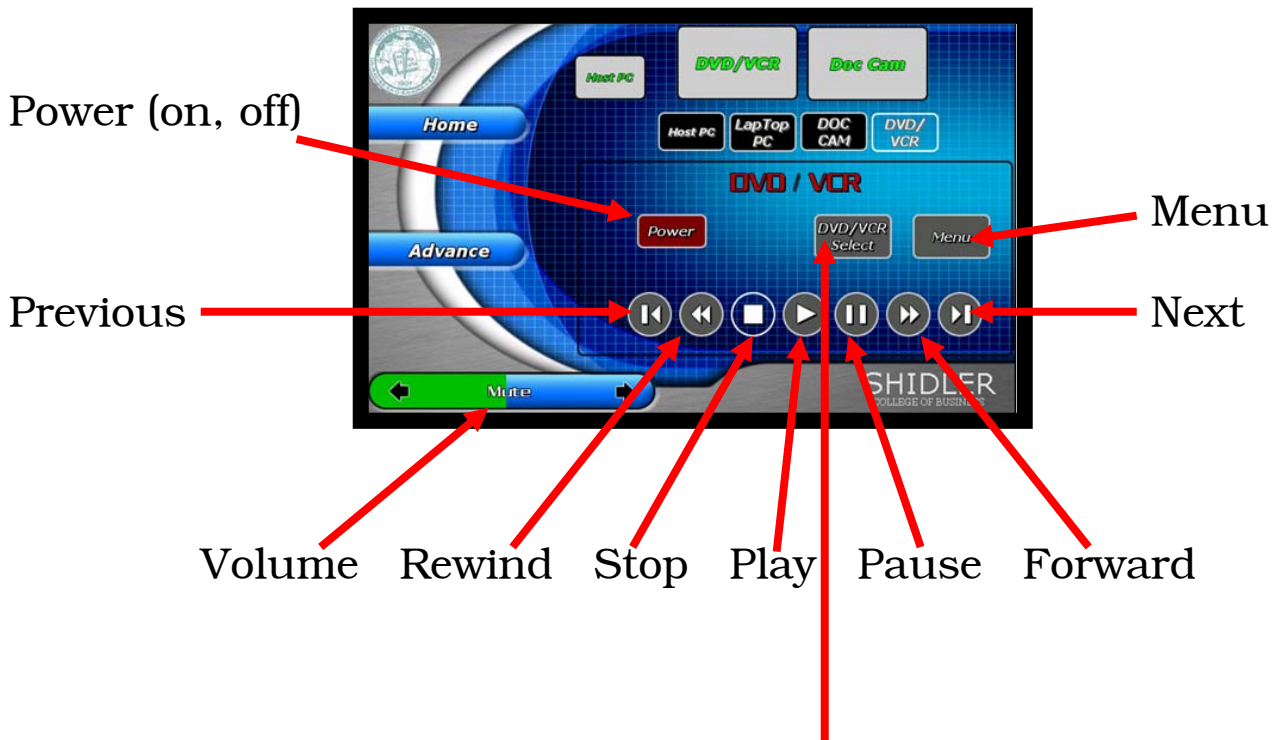 Host PC
DVD/VCR
Doc Cam
Power (on, off)
Home
Host PC
LapTop
PC
DOC
CAM
DVD/
VCR
DVD / VCR
Menu
Power
DVD/VCR
Select
Menu
Advance
Previous
Next
Mute
SHIDLER
COLLEGE OF BUSINESS
Volume
Rewind
Stop
Play
Pause
Forward